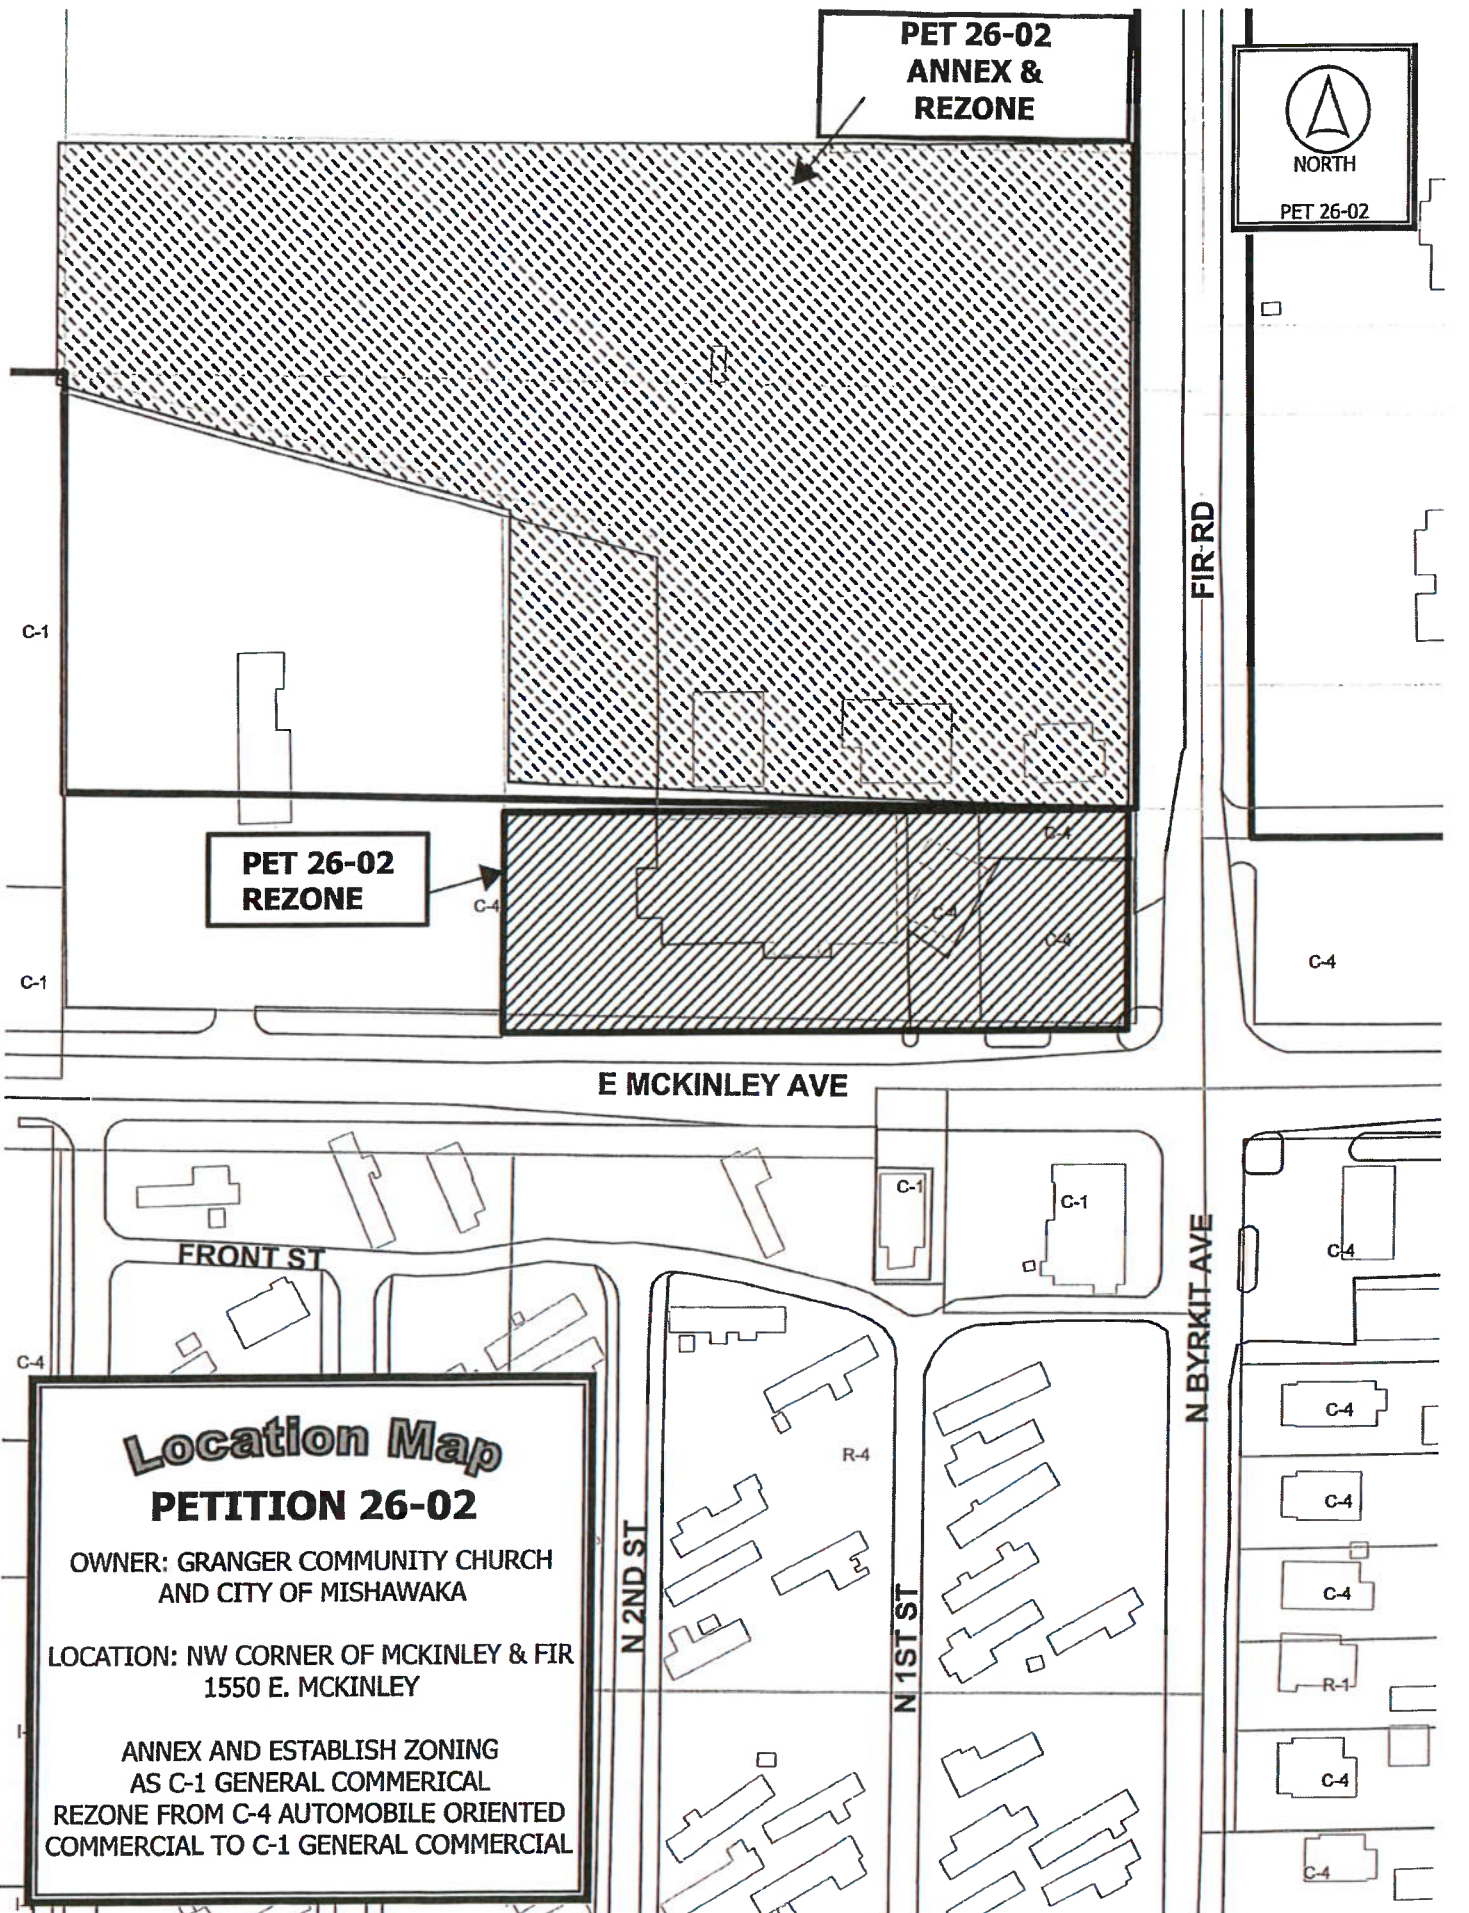 PET 26-02
ANNEX &
REZONE
NORTH
PET 26-02
FIR RD
C-1
C-4
PET 26-02
REZONE
C-4
C-4
C-4
C-1
C-4
E MCKINLEY AVE
C-1
C-1
FRONT ST
N BYRKIT AVE
C-4
C-4
C-4
R-4
C-4
C-4
R-1
C-4
C-4
N 2ND ST
N 1ST ST
Location Map
PETITION 26-02
OWNER: GRANGER COMMUNITY CHURCH
AND CITY OF MISHAWAKA
LOCATION: NW CORNER OF MCKINLEY & FIR
1550 E. MCKINLEY
ANNEX AND ESTABLISH ZONING
AS C-1 GENERAL COMMERICAL
REZONE FROM C-4 AUTOMOBILE ORIENTED
COMMERCIAL TO C-1 GENERAL COMMERCIAL